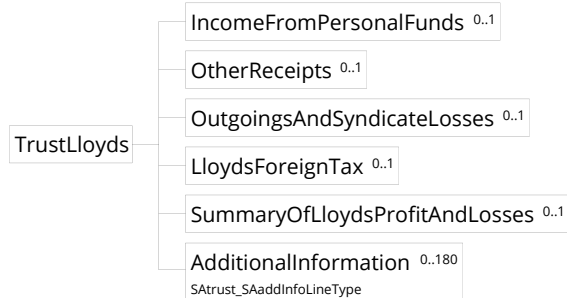 IncomeFromPersonalFunds 0..1
OtherReceipts 0..1
OutgoingsAndSyndicateLosses 0..1
TrustLloyds
LloydsForeignTax 0..1
SummaryOfLloydsProfitAndLosses 0..1
AdditionalInformation 0..180
SAtrust_SAaddInfoLineType